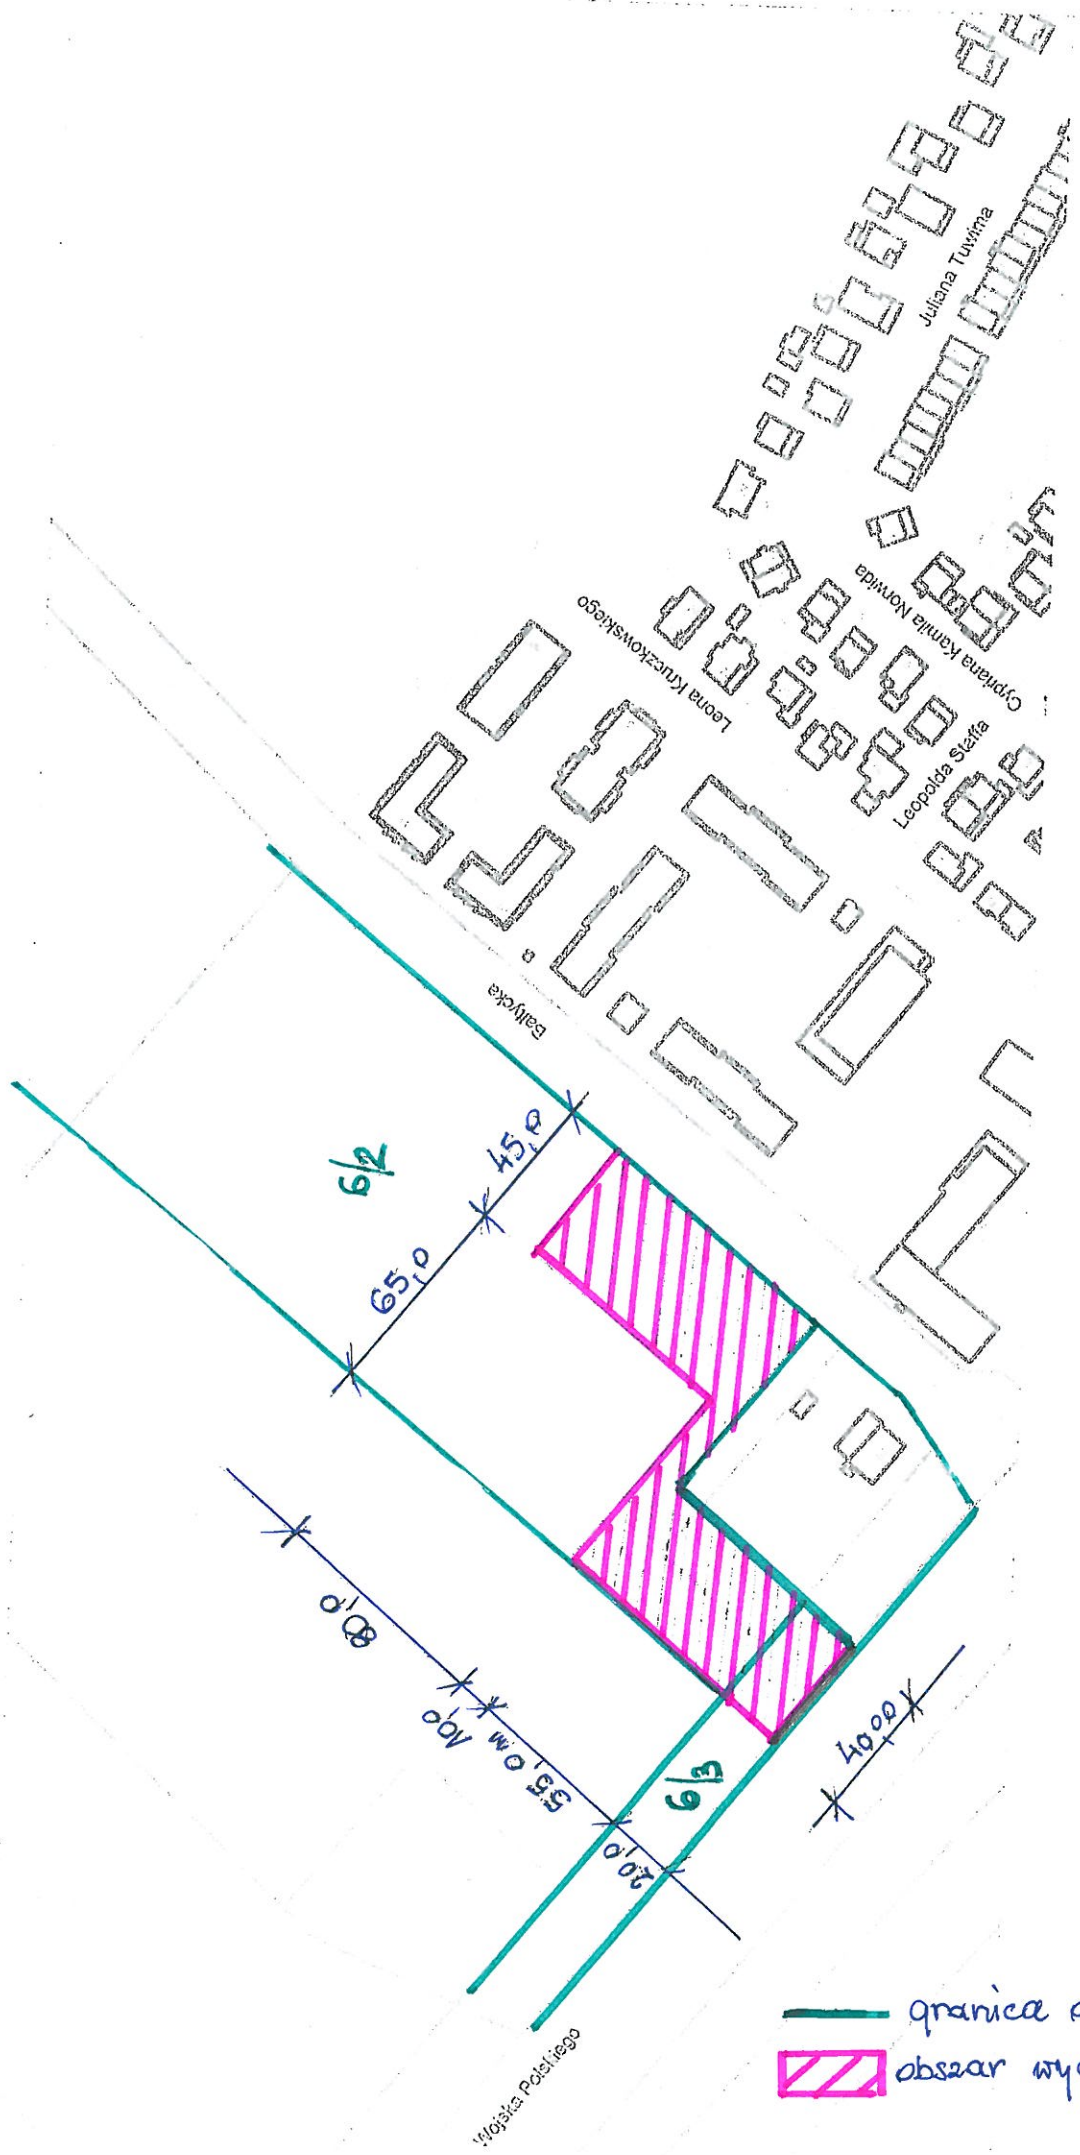 Juliana Tuwima
Cypriana Kamila Norwida
Leona Kruczkowskiego
Leopolda Staffa
Bałtycka
6/2
45,0
65,0
80,0
10,0
55,0 m
20,0
6/3
40,00
Wojska Polskiego
granica
obszar